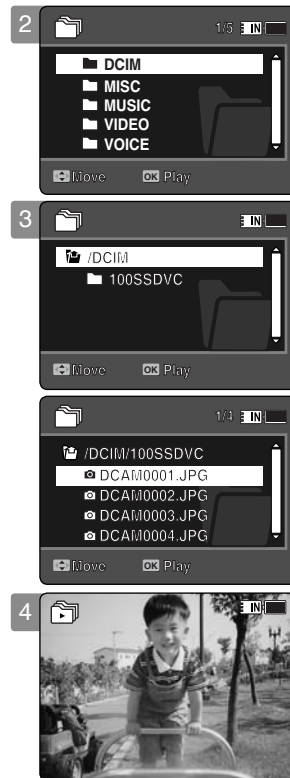 2
1/5 IN
DCIM
MISC
MUSIC
VIDEO
VOICE
Move OK Play
3
IN
/DCIM
100SSDVC
Move OK Play
1/4 IN
/DCIM/100SSDVC
DCAM0001.JPG
DCAM0002.JPG
DCAM0003.JPG
DCAM0004.JPG
Move OK Play
4
IN